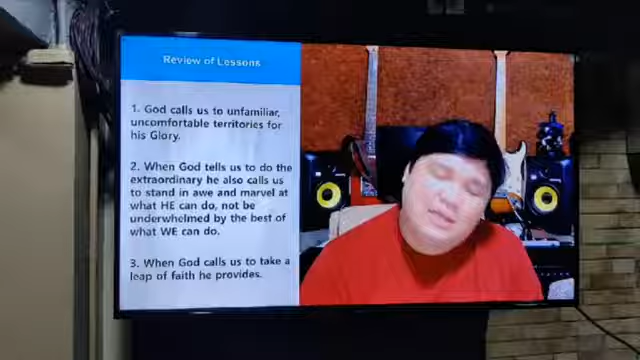 Review of Lessons
1. God calls us to unfamiliar,
uncomfortable territories for
his Glory.
2. When God tells us to do the
extraordinary he also calls us
to stand in awe and marvel at
what HE can do, not be
underwhelmed by the best of
what WE can do.
3. When God calls us to take a
leap of faith he provides.